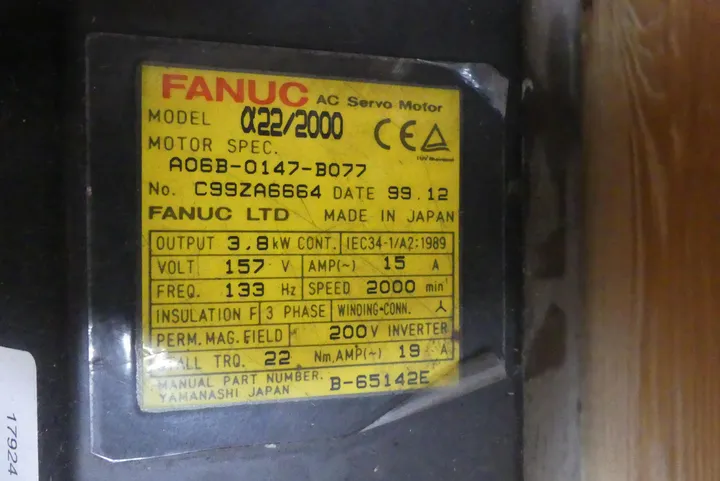 FANUC AC Servo Motor
MODEL α22/2000
MOTOR SPEC.
A06B-0147-B077
No. C99ZA6664 DATE 99.12
FANUC LTD MADE IN JAPAN
OUTPUT 3.8 kW CONT. IEC34-1/A2:1989
VOLT 157 V AMP(~) 15 A
FREQ. 133 Hz SPEED 2000 min
INSULATION F 3 PHASE WINDING-CONN.
PERM.MAG.FIELD 200V INVERTER
TRQ. 22 Nm,AMP(~) 19 A
MANUAL PART NUMBER. B-65142E
YAMANASHI JAPAN
17924